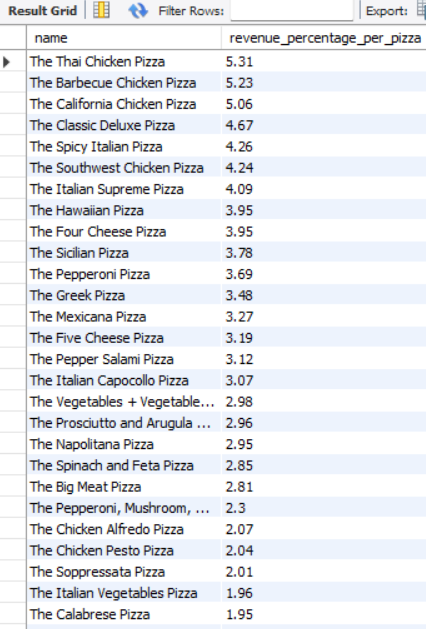 Result Grid Filter Rows: Export:
name revenue_percentage_per_pizza
The Thai Chicken Pizza 5.31
The Barbecue Chicken Pizza 5.23
The California Chicken Pizza 5.06
The Classic Deluxe Pizza 4.67
The Spicy Italian Pizza 4.26
The Southwest Chicken Pizza 4.24
The Italian Supreme Pizza 4.09
The Hawaiian Pizza 3.95
The Four Cheese Pizza 3.95
The Sicilian Pizza 3.78
The Pepperoni Pizza 3.69
The Greek Pizza 3.48
The Mexicana Pizza 3.27
The Five Cheese Pizza 3.19
The Pepper Salami Pizza 3.12
The Italian Capocollo Pizza 3.07
The Vegetables + Vegetable... 2.98
The Prosciutto and Arugula ... 2.96
The Napolitana Pizza 2.95
The Spinach and Feta Pizza 2.85
The Big Meat Pizza 2.81
The Pepperoni, Mushroom, ... 2.3
The Chicken Alfredo Pizza 2.07
The Chicken Pesto Pizza 2.04
The Soppressata Pizza 2.01
The Italian Vegetables Pizza 1.96
The Calabrese Pizza 1.95